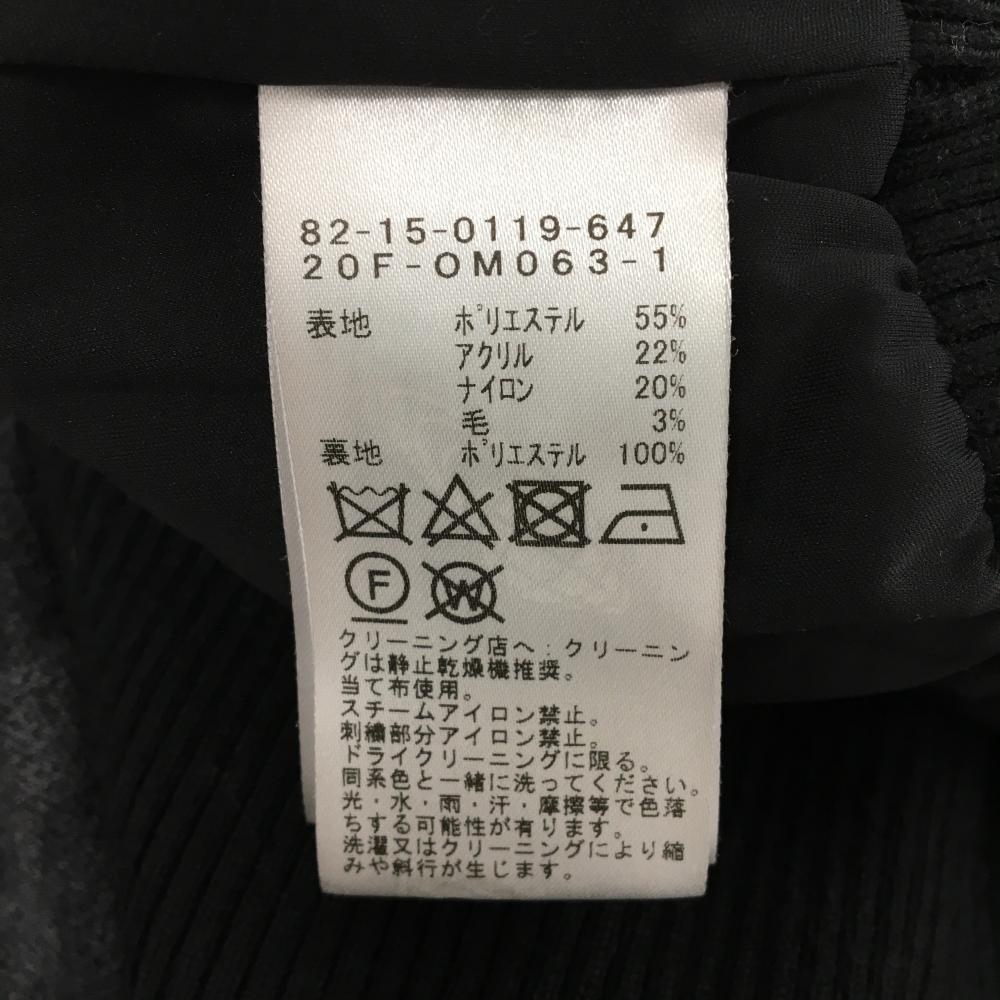 82-15-0119-647
20F-OM063-1
表地 ポリエステル 55%
アクリル 22%
ナイロン 20%
毛 3%
裏地 ポリエステル 100%
F W
クリーニング店へ:クリーニン
グは静止乾燥機推奨。
当て布使用。
スチームアイロン禁止。
刺繍部分アイロン禁止。
ドライクリーニングに限る。
同系色と一緒に洗ってください。
光・水・雨・汗・摩擦等で色落
ちする可能性が有ります。
洗濯又はクリーニングにより縮
みや斜行が生じます。